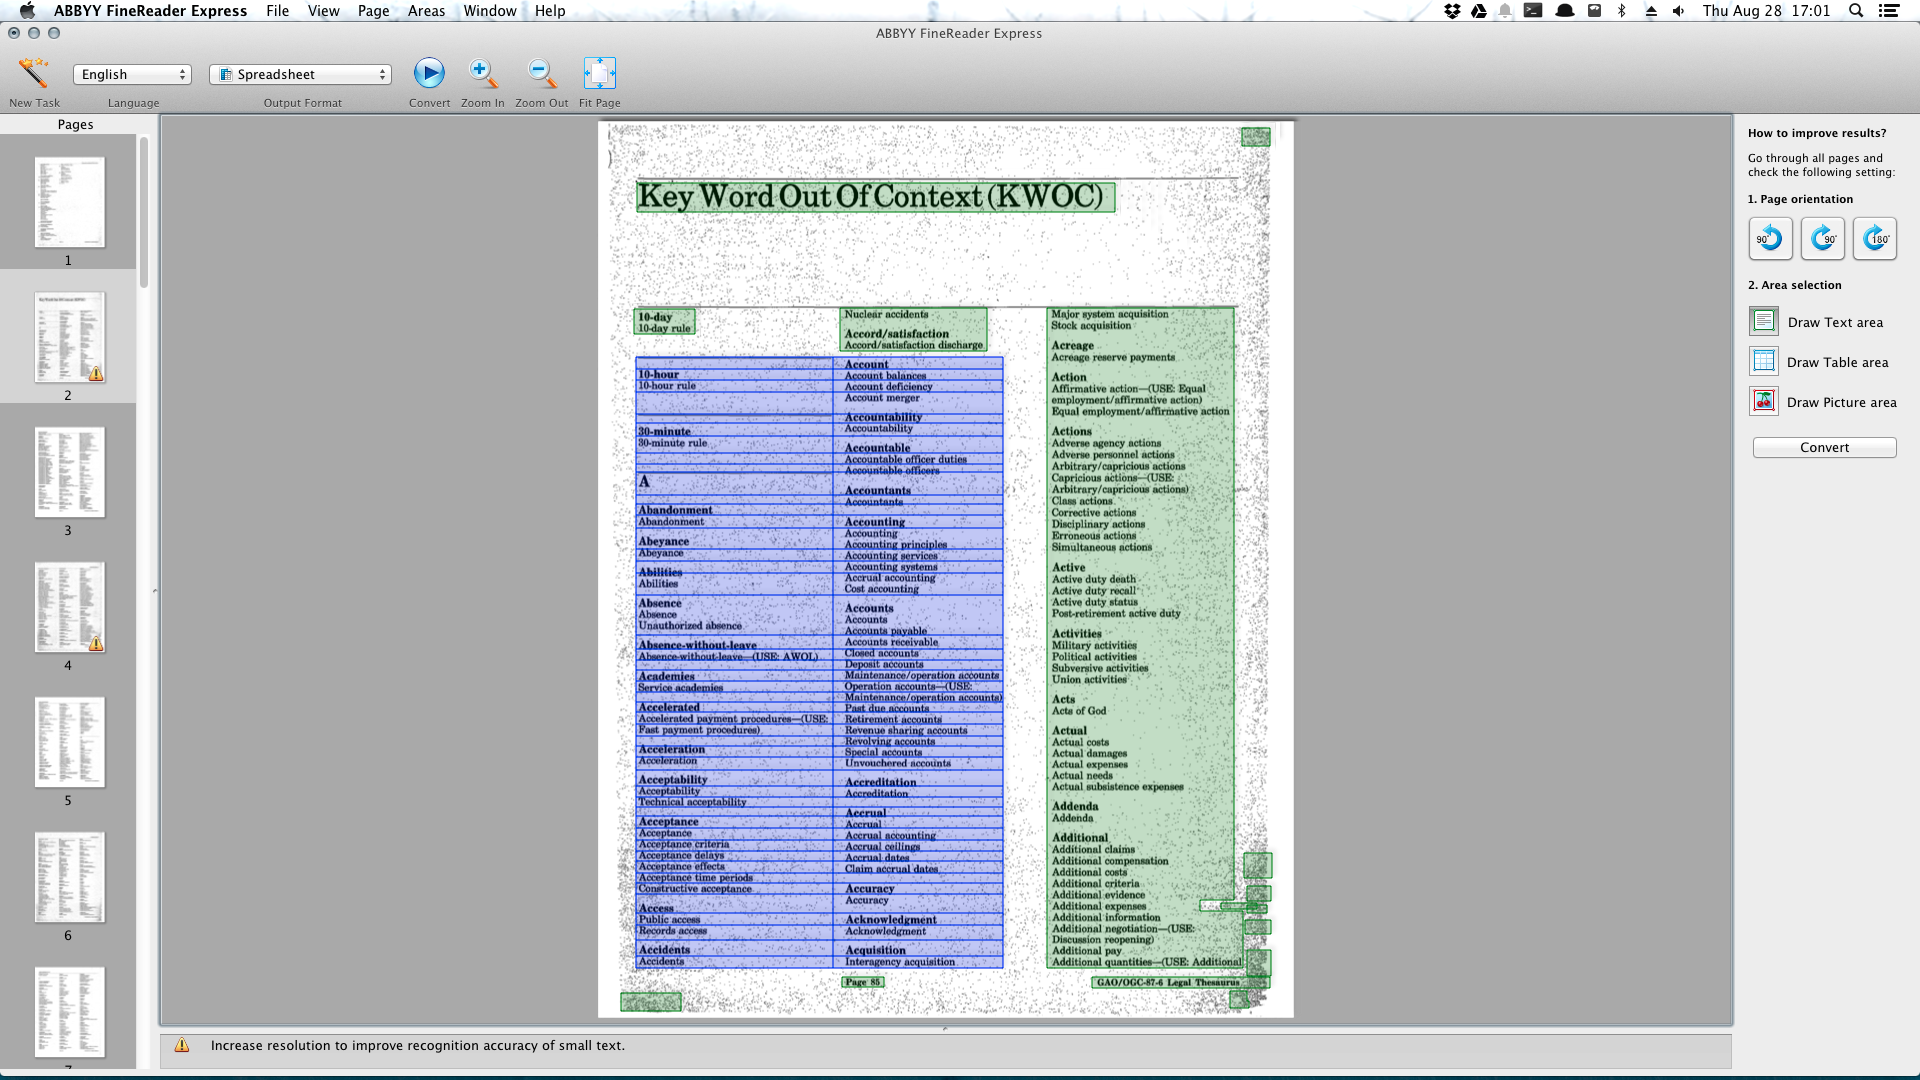 ABBYY FineReader Express File View Page Areas Window Help
Thu Aug 28 17:01
ABBYY FineReader Express
English
Spreadsheet
New Task
Language
Output Format
Convert
Zoom In
Zoom Out
Fit Page
Pages
1
2
3
4
5
6
7
Key Word Out Of Context (KWOC)
10-day
10-day rule
10-hour
10-hour rule
30-minute
30-minute rule
A
Abandonment
Abandonment
Abeyance
Abeyance
Abilities
Abilities
Absence
Absence
Unauthorized absence
Absence-without-leave
Absence-without-leave—(USE: AWOL)
Academies
Service academies
Accelerated
Accelerated payment procedures—(USE:
Fast payment procedures)
Acceleration
Acceleration
Acceptability
Acceptability
Technical acceptability
Acceptance
Acceptance
Acceptance criteria
Acceptance delays
Acceptance effects
Acceptance time periods
Constructive acceptance
Access
Public access
Records access
Accidents
Accidents
Nuclear accidents
Accord/satisfaction
Accord/satisfaction discharge
Account
Account balances
Account deficiency
Account merger
Accountability
Accountability
Accountable
Accountable officer duties
Accountable officers
Accountants
Accountants
Accounting
Accounting
Accounting principles
Accounting services
Accounting systems
Accrual accounting
Cost accounting
Accounts
Accounts
Accounts payable
Accounts receivable
Closed accounts
Deposit accounts
Maintenance/operation accounts
Operation accounts—(USE:
Maintenance/operation accounts)
Past due accounts
Retirement accounts
Revenue sharing accounts
Revolving accounts
Special accounts
Unvouchered accounts
Accreditation
Accreditation
Accrual
Accrual
Accrual accounting
Accrual ceilings
Accrual dates
Claim accrual dates
Accuracy
Accuracy
Acknowledgment
Acknowledgment
Acquisition
Interagency acquisition
Major system acquisition
Stock acquisition
Acreage
Acreage reserve payments
Action
Affirmative action—(USE: Equal
employment/affirmative action)
Equal employment/affirmative action
Actions
Adverse agency actions
Adverse personnel actions
Arbitrary/capricious actions
Capricious actions—(USE:
Arbitrary/capricious actions)
Class actions
Corrective actions
Disciplinary actions
Erroneous actions
Simultaneous actions
Active
Active duty death
Active duty recall
Active duty status
Post-retirement active duty
Activities
Military activities
Political activities
Subversive activities
Union activities
Acts
Acts of God
Actual
Actual costs
Actual damages
Actual expenses
Actual needs
Actual subsistence expenses
Addenda
Addenda
Additional
Additional claims
Additional compensation
Additional costs
Additional criteria
Additional evidence
Additional expenses
Additional information
Additional negotiation—(USE:
Discussion reopening)
Additional pay
Additional quantities—(USE: Additional
Page 85
GAO/OGC-87-6 Legal Thesaurus
How to improve results?
Go through all pages and
check the following setting:
1. Page orientation
90°
90°
180°
2. Area selection
Draw Text area
Draw Table area
Draw Picture area
Convert
Increase resolution to improve recognition accuracy of small text.